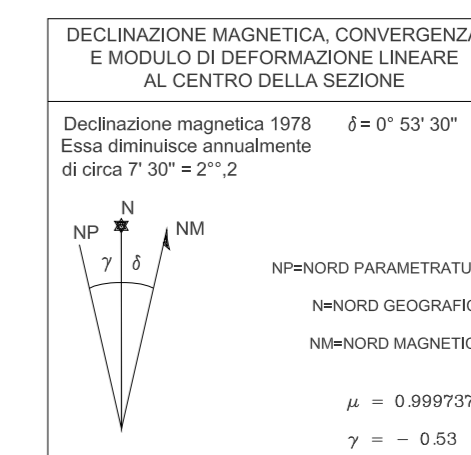 DECLINAZIONE MAGNETICA, CONVERGENZA
E MODULO DI DEFORMAZIONE LINEARE
AL CENTRO DELLA SEZIONE
Declinazione magnetica 1978 δ = 0° 53' 30"
Essa diminuisce annualmente
di circa 7' 30" = 2°°,2
N
NP NM
γ δ
NP=NORD PARAMETRATU
N=NORD GEOGRAFIC
NM=NORD MAGNETIC
μ = 0.999737
γ = − 0.53